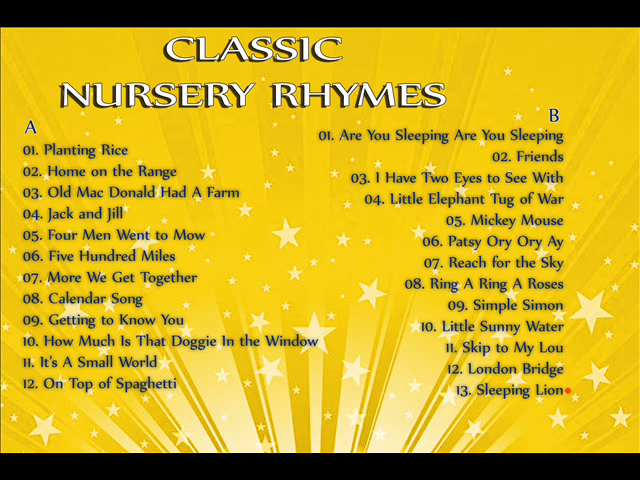 CLASSIC
NURSERY RHYMES
A
01. Planting Rice
02. Home on the Range
03. Old Mac Donald Had A Farm
04. Jack and Jill
05. Four Men Went to Mow
06. Five Hundred Miles
07. More We Get Together
08. Calendar Song
09. Getting to Know You
10. How Much Is That Doggie In the Window
11. It's A Small World
12. On Top of Spaghetti
B
01. Are You Sleeping Are You Sleeping
02. Friends
03. I Have Two Eyes to See With
04. Little Elephant Tug of War
05. Mickey Mouse
06. Patsy Ory Ory Ay
07. Reach for the Sky
08. Ring A Ring A Roses
09. Simple Simon
10. Little Sunny Water
11. Skip to My Lou
12. London Bridge
13. Sleeping Lion